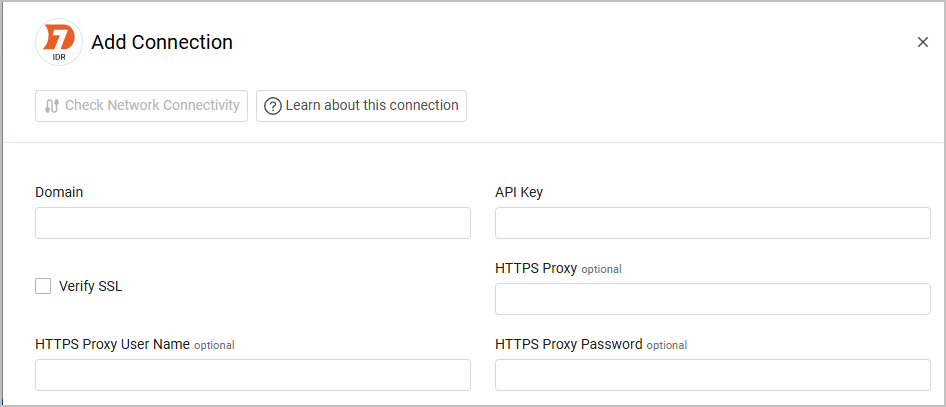 IDR
Add Connection
Check Network Connectivity
Learn about this connection
Domain
API Key
Verify SSL
HTTPS Proxy optional
HTTPS Proxy User Name optional
HTTPS Proxy Password optional